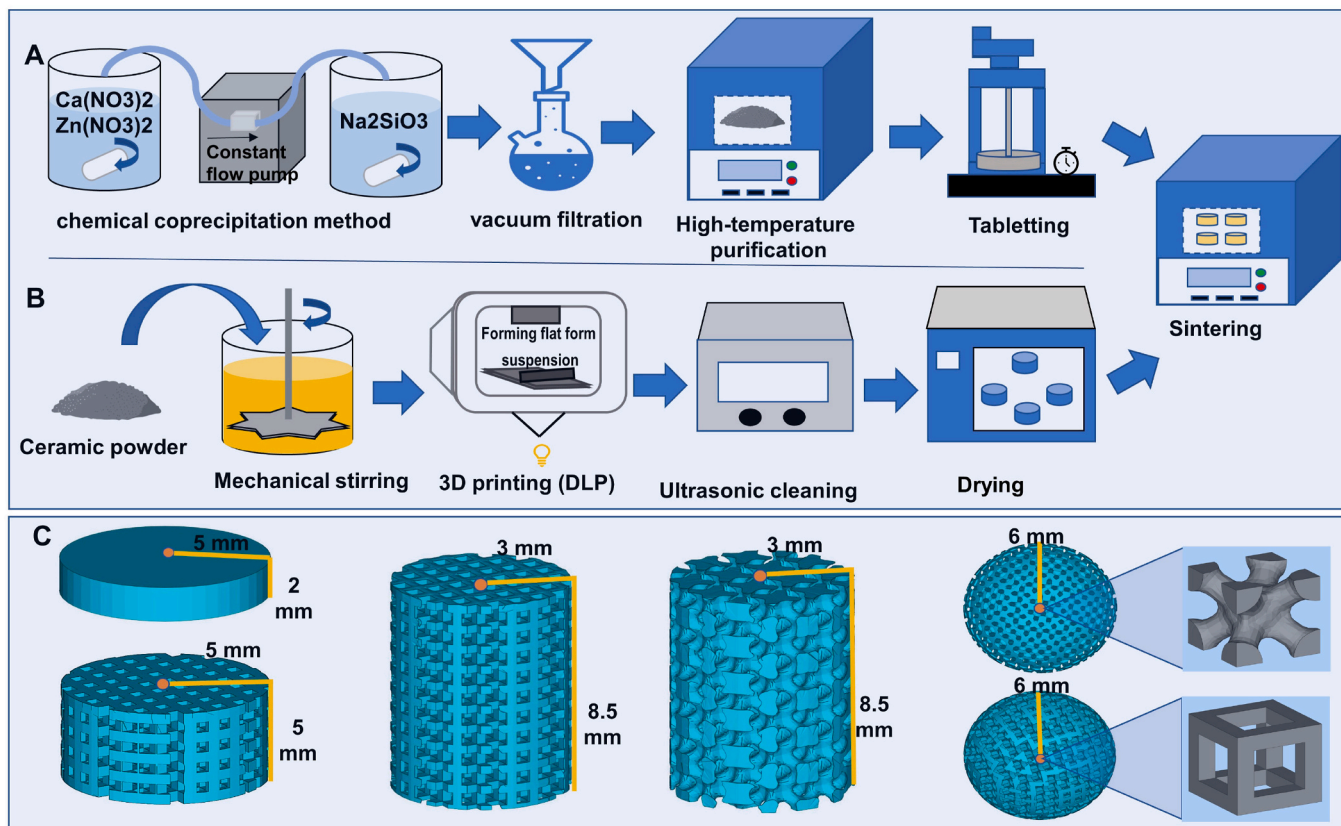 A
Ca(NO3)2
Zn(NO3)2
Constant
flow pump
Na2SiO3
chemical coprecipitation method
vacuum filtration
High-temperature
purification
Tabletting
Sintering
B
Ceramic powder
Mechanical stirring
Forming flat form
suspension
3D printing (DLP)
Ultrasonic cleaning
Drying
C
5 mm
2
mm
5 mm
5
mm
3 mm
8.5
mm
3 mm
8.5
mm
6 mm
6 mm